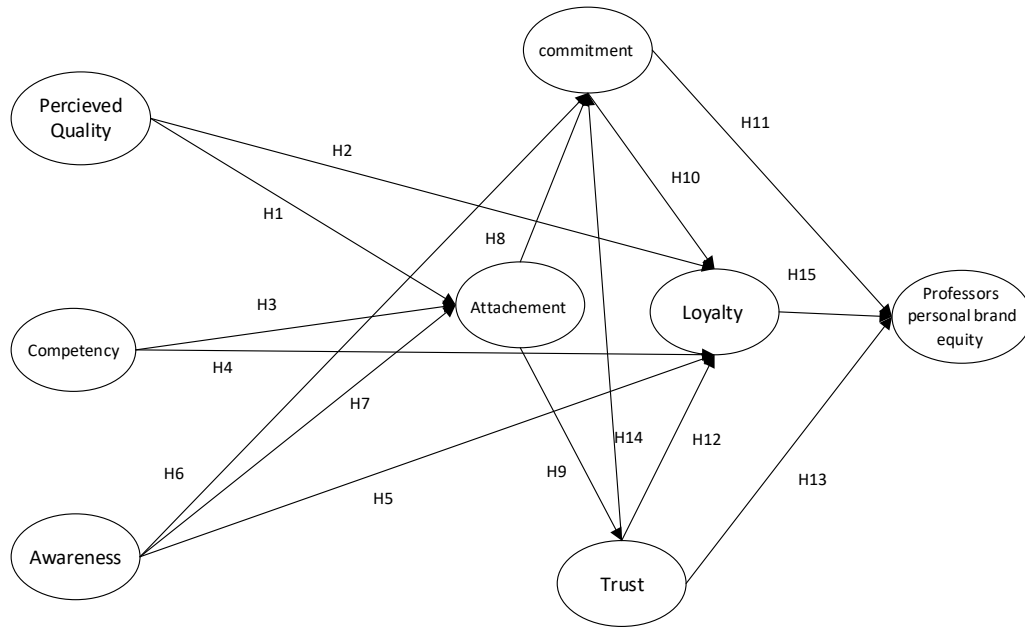 commitment
Percieved
Quality
H11
H2
H10
H1
H8
H15
Attachement
Loyalty
Professors
personal brand
equity
H3
Competency
H4
H7
H14
H12
H6
H9
H5
H13
Awareness
Trust